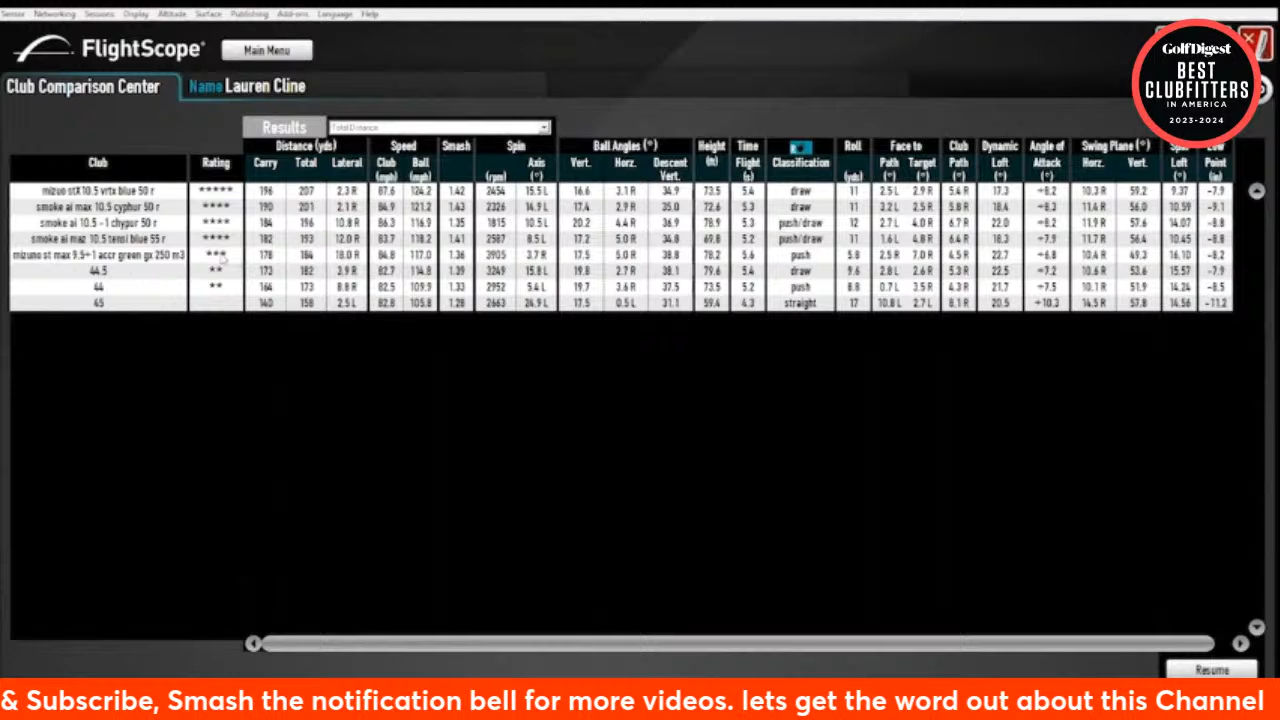 Sensor Networking Sessions Display Altitude Surface Publishing Add-ons Language Help
FlightScope® Main Menu
GolfDigest
BEST
CLUBFITTERS
IN AMERICA
2023-2024
Club Comparison Center Name Lauren Cline
Results Total Distance
Distance (yds) Speed Smash Spin Ball Angles (°) Height Time Roll Face to Club Dynamic Angle of Swing Plane (°) Spin Low
Club Rating Carry Total Lateral Club Ball Axis Vert. Horz. Descent Flight Classification Path Target Path Loft Attack Horz. Vert. Loft Point
(mph) (mph) (rpm) (°) Vert. (ft) (s) (yds) (°) (°) (°) (°) (°) (°) (in)
mizuo stX 10.5 vrtx blue 50 r ***** 196 207 2.3 R 87.6 124.2 1.42 2454 15.5 L 16.6 3.1 R 34.9 73.5 5.4 draw 11 2.5 L 2.9 R 5.4 R 17.3 +8.2 10.3 R 59.2 9.37 -7.9
smoke ai max 10.5 cyphur 50 r **** 190 201 2.1 R 84.9 121.2 1.43 2326 14.9 L 17.4 2.9 R 35.0 72.6 5.3 draw 11 3.2 L 2.5 R 5.8 R 18.4 +8.3 11.4 R 56.0 10.59 -9.1
smoke ai 10.5 -1 chypur 50 r **** 184 196 10.8 R 86.3 116.9 1.35 1815 10.5 L 20.2 4.4 R 36.9 78.9 5.3 push/draw 12 2.7 L 4.0 R 6.7 R 22.0 +8.2 11.9 R 57.6 14.07 -8.8
smoke ai max 10.5 tensi blue 55 r **** 182 193 12.0 R 83.7 118.2 1.41 2587 8.5 L 17.2 5.0 R 34.8 69.8 5.2 push/draw 11 1.6 L 4.8 R 6.4 R 18.3 +7.9 11.7 R 56.4 10.45 -8.8
mizuno st max 9.5+1 accr green gx 250 m3 *** 178 184 18.0 R 84.8 117.0 1.36 3905 3.7 R 17.5 5.0 R 38.8 78.2 5.6 push 5.8 2.5 R 7.0 R 4.5 R 22.7 +6.8 10.4 R 49.3 16.10 -8.2
44.5 ** 173 182 3.9 R 82.7 114.8 1.39 3249 15.8 L 19.8 2.7 R 38.1 79.6 5.4 draw 9.6 2.8 L 2.6 R 5.3 R 22.5 +7.2 10.6 R 53.6 15.57 -7.9
44 ** 164 173 8.8 R 82.5 109.9 1.33 2952 5.4 L 19.7 3.6 R 37.5 73.5 5.2 push 8.8 0.7 L 3.5 R 4.3 R 21.7 +7.5 10.1 R 51.9 14.24 -8.5
45 140 158 2.5 L 82.8 105.8 1.28 2663 24.9 L 17.5 0.5 L 31.1 59.4 4.3 straight 17 10.8 L 2.7 L 8.1 R 20.5 +10.3 14.5 R 57.8 14.56 -11.2
Resume
& Subscribe, Smash the notification bell for more videos. lets get the word out about this Channel